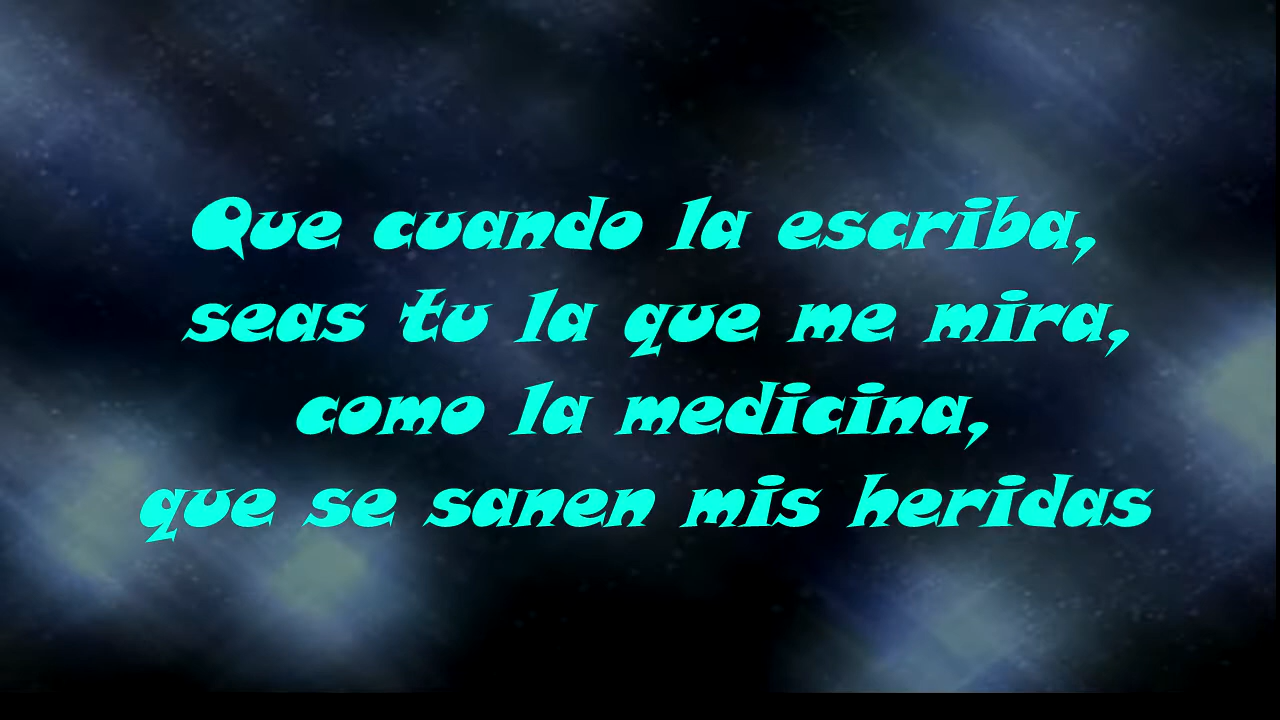 Que cuando la escriba,
seas tu la que me mira,
como la medicina,
que se sanen mis heridas